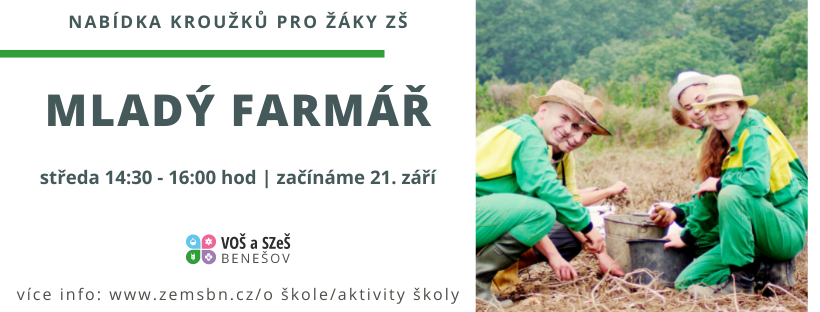 NABÍDKA KROUŽKŮ PRO ŽÁKY ZŠ
MLADÝ FARMÁŘ
středa 14:30 - 16:00 hod | začínáme 21. září
VOŠ a SZeŠ
BENEŠOV
více info: www.zemsbn.cz/o škole/aktivity školy